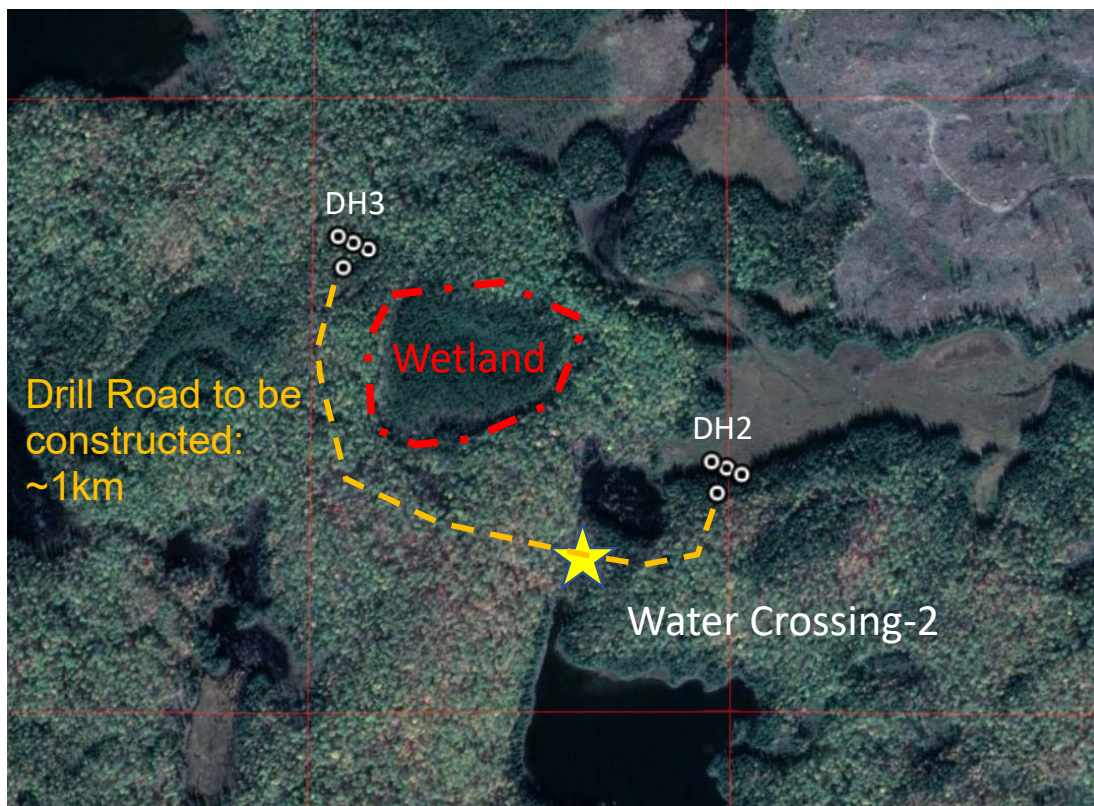 DH3
Wetland
Drill Road to be
constructed:
~1km
DH2
Water Crossing-2